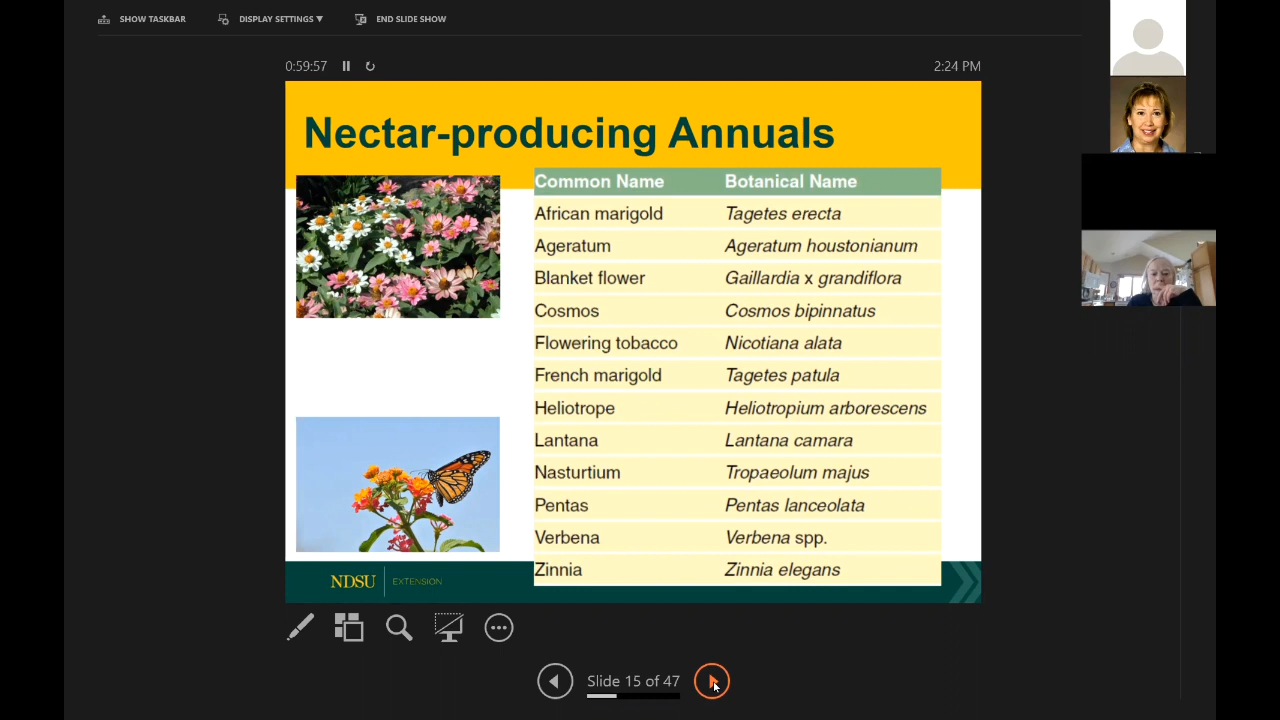 SHOW TASKBAR DISPLAY SETTINGS ▼ END SLIDE SHOW
0:59:57 2:24 PM
Nectar-producing Annuals
Common Name Botanical Name
African marigold Tagetes erecta
Ageratum Ageratum houstonianum
Blanket flower Gaillardia x grandiflora
Cosmos Cosmos bipinnatus
Flowering tobacco Nicotiana alata
French marigold Tagetes patula
Heliotrope Heliotropium arborescens
Lantana Lantana camara
Nasturtium Tropaeolum majus
Pentas Pentas lanceolata
Verbena Verbena spp.
Zinnia Zinnia elegans
NDSU EXTENSION
Slide 15 of 47